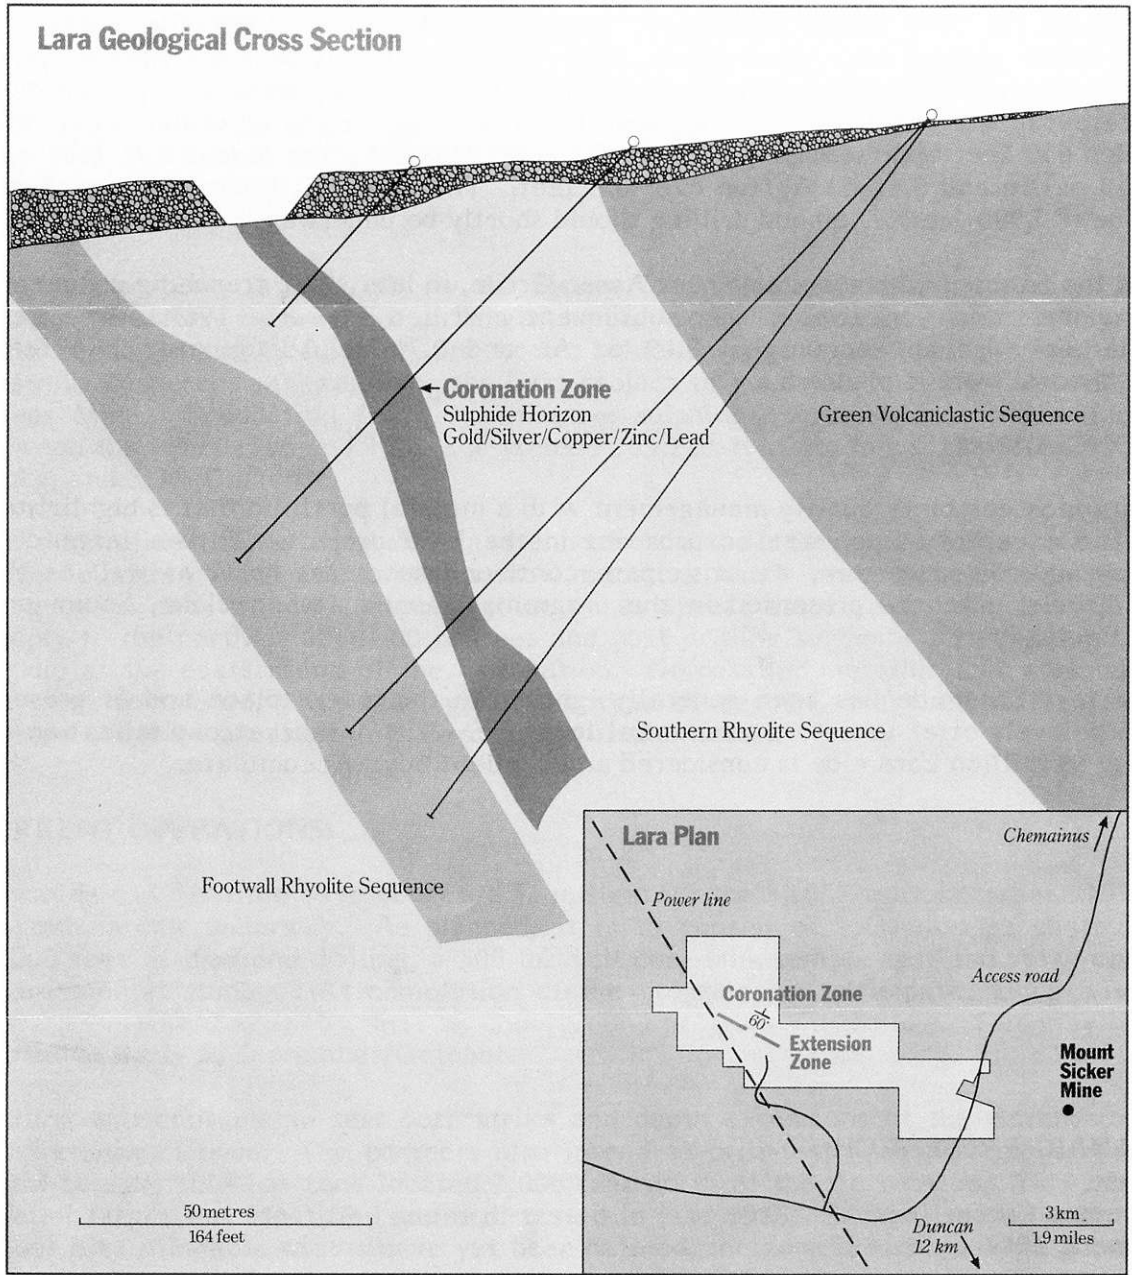 Lara Geological Cross Section
Coronation Zone
Sulphide Horizon
Gold/Silver/Copper/Zinc/Lead
Green Volcaniclastic Sequence
Southern Rhyolite Sequence
Footwall Rhyolite Sequence
50 metres
164 feet
Lara Plan
Chemainus
Power line
Access road
Coronation Zone
60°
Extension
Zone
Mount
Sicker
Mine
Duncan
12 km
3 km
1.9 miles